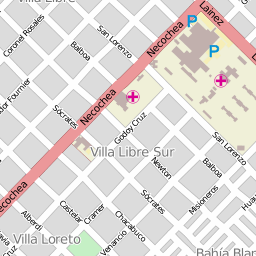 Villa Libre
Lainez
Coronel Rosales
Balboa
San Lorenzo
Necochea
P
P
Fournier
Necochea
Sócrates
Godoy Cruz
San Lorenzo
Villa Libre Sur
Newton
Balboa
Necochea
Sócrates
Misioneros
Alberdi
Castelar
Cramer
Chacabuco
Villa Loreto
Venancio
Bahía Blan